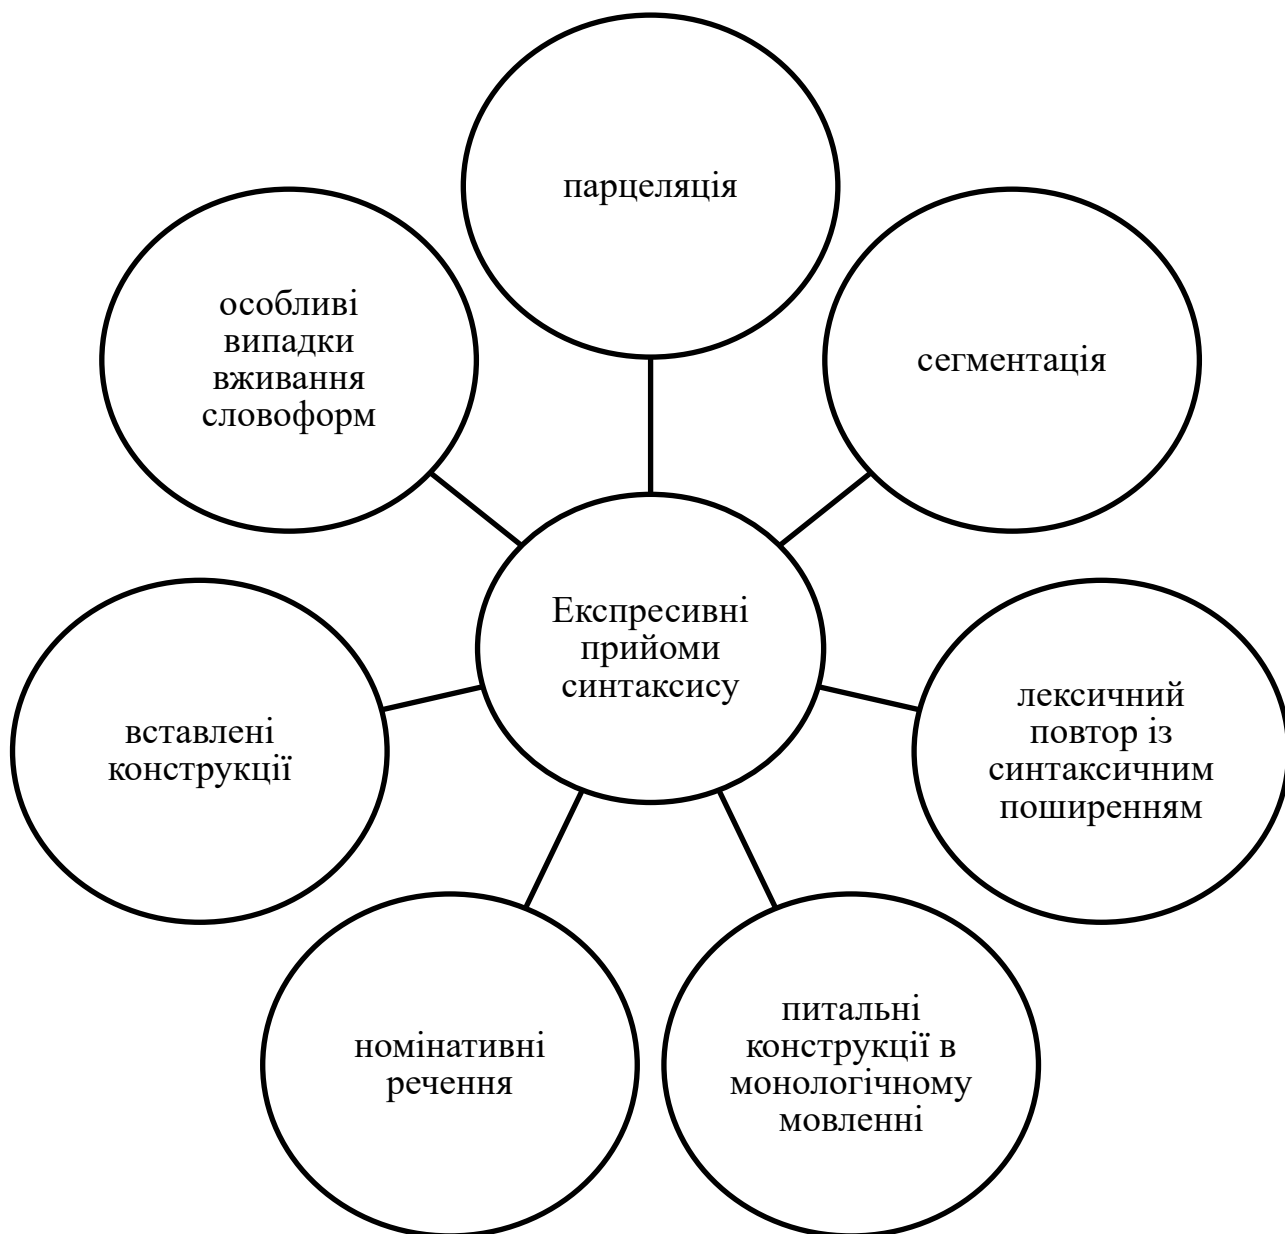 парцеляція
особливі
випадки
вживання
словоформ
сегментація
Експресивні
прийоми
синтаксису
лексичний
повтор із
синтаксичним
поширенням
вставлені
конструкції
номінативні
речення
питальні
конструкції в
монологічному
мовленні